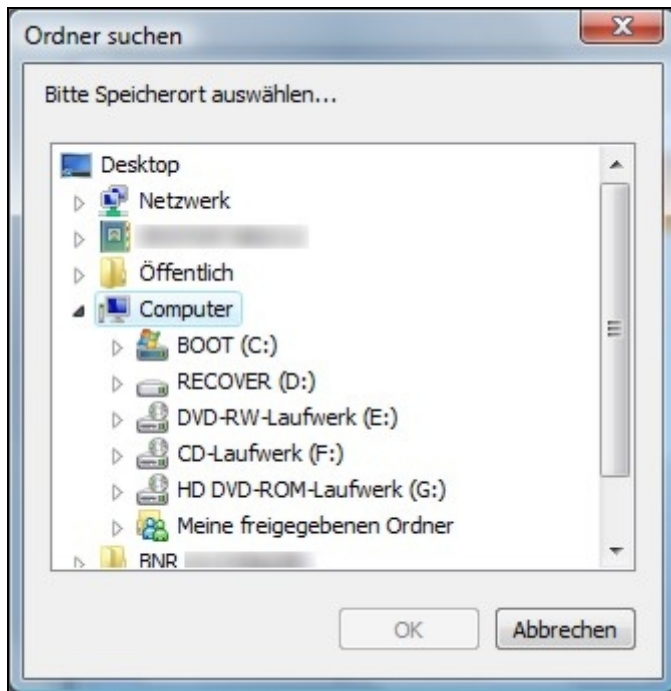 Ordner suchen
Bitte Speicherort auswählen...
Desktop
Netzwerk
Öffentlich
Computer
BOOT (C:)
RECOVER (D:)
DVD-RW-Laufwerk (E:)
CD-Laufwerk (F:)
HD DVD-ROM-Laufwerk (G:)
Meine freigegebenen Ordner
BNR
OK
Abbrechen